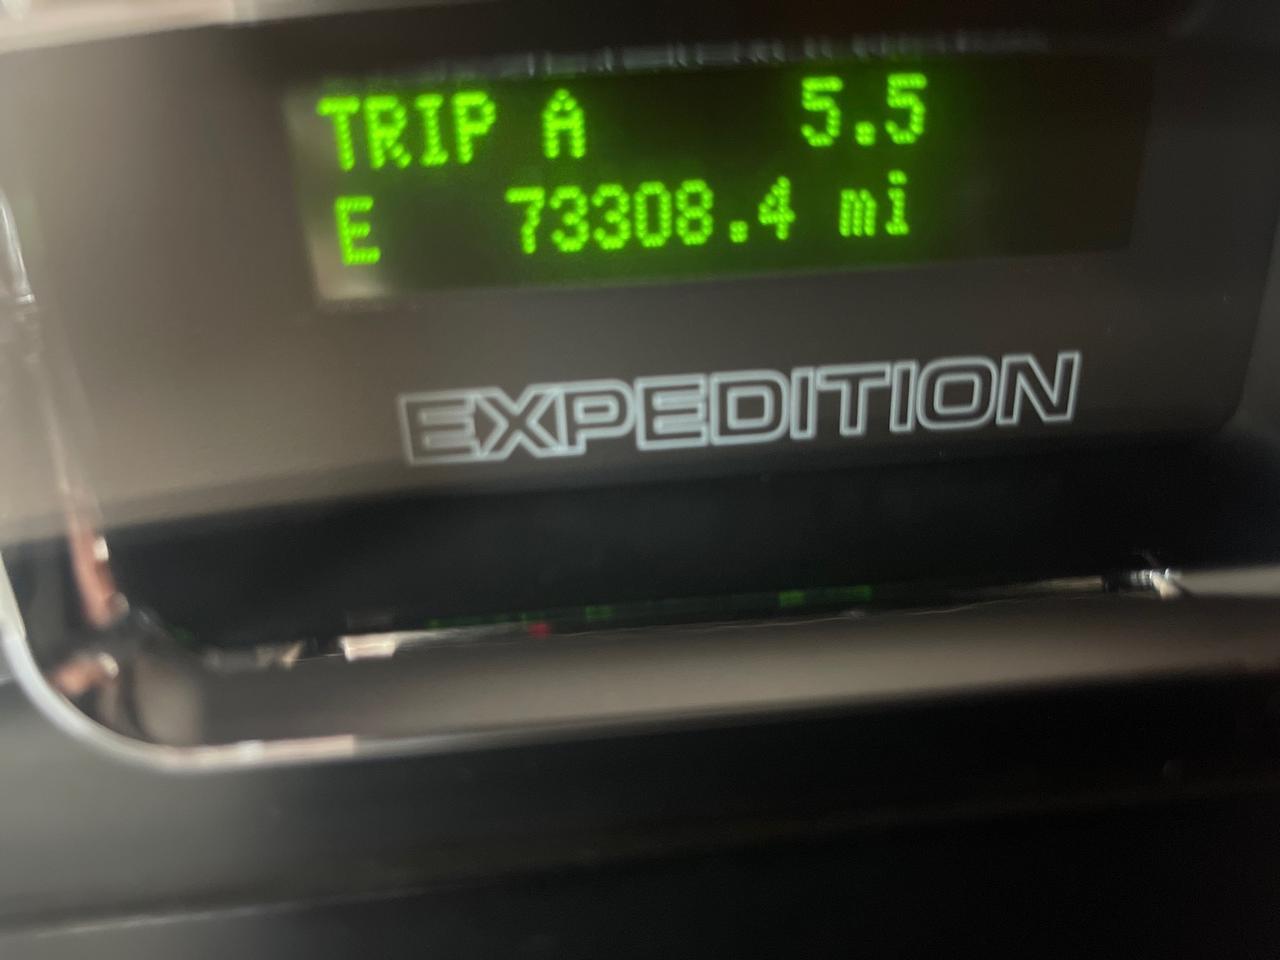 TRIP A 5.5
E 73308.4 mi
EXPEDITION